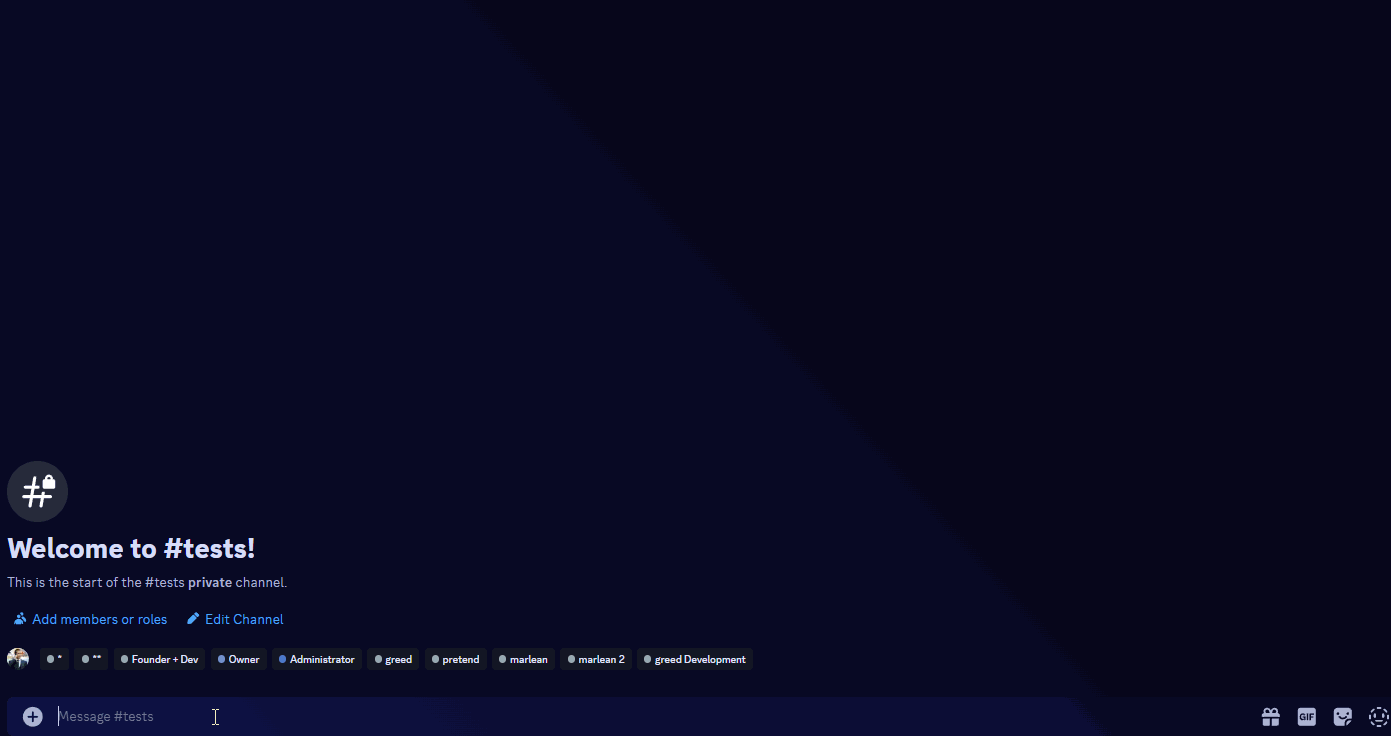 Welcome to #tests!
This is the start of the #tests private channel.
Add members or roles Edit Channel
* ** Founder + Dev Owner Administrator greed pretend marlean marlean 2 greed Development
Message #tests GIF